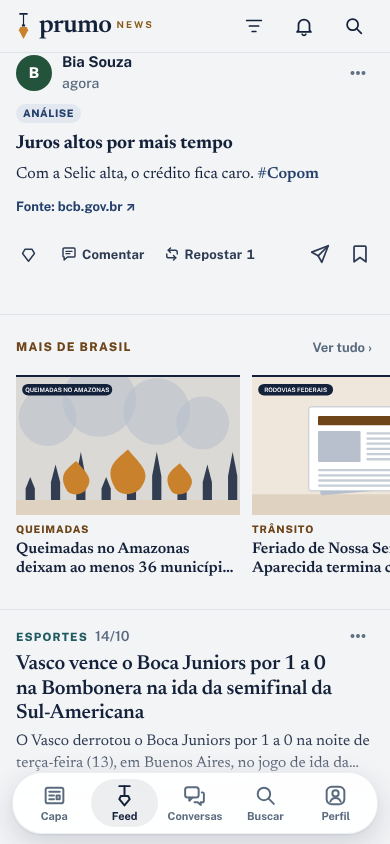 prumo NEWS
B
Bia Souza
agora
ANÁLISE
Juros altos por mais tempo
Com a Selic alta, o crédito fica caro. #Copom
Fonte: bcb.gov.br ↗
Comentar
Repostar 1
MAIS DE BRASIL
Ver tudo ›
QUEIMADAS NO AMAZONAS
QUEIMADAS
Queimadas no Amazonas
deixam ao menos 36 municípi...
RODOVIAS FEDERAIS
TRÂNSITO
Feriado de Nossa Se
Aparecida termina c
ESPORTES 14/10
Vasco vence o Boca Juniors por 1 a 0
na Bombonera na ida da semifinal da
Sul-Americana
O Vasco derrotou o Boca Juniors por 1 a 0 na noite de
terça-feira (13), em Buenos Aires, no jogo de ida da...
Capa
Feed
Conversas
Buscar
Perfil